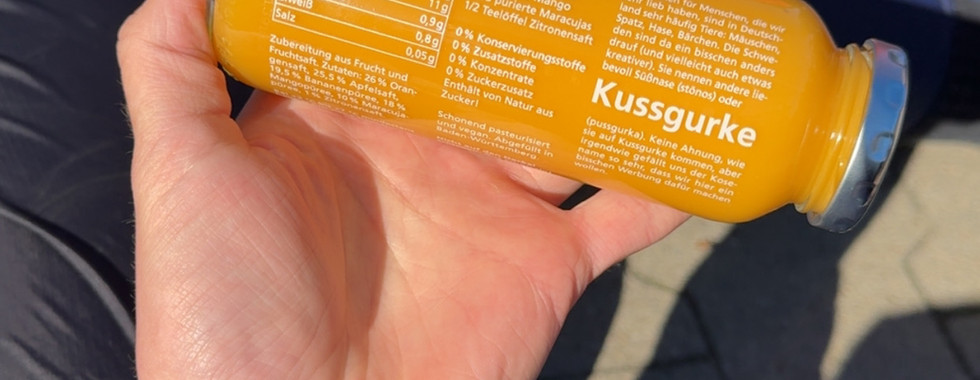 11g
0,9g
Salz
0,8g
0,05g
Zubereitung aus Frucht und
Fruchtsaft. Zutaten: 26% Oran-
gensaft, 25,5% Apfelsaft,
19,5% Bananenpüree, 18%
Mangopüree, 10% Maracuja-
Zitronensaft
pürierte Maracujas
1/2 Teelöffel Zitronensaft
0% Konservierungsstoffe
0% Zusatzstoffe
0% Konzentrate
0% Zuckerzusatz
Enthält von Natur aus
Zucker!
Schonend pasteurisiert
und vegan. Abgefüllt in
Baden-Württemberg
für Menschen, die wir
lieb haben, sind in Deutsch-
land sehr häufig Tiere: Mäuschen,
Spatz, Hase, Bärchen. Die Schwe-
den sind da ein bisschen anders
drauf (und vielleicht auch etwas
kreativer). Sie nennen andere lie-
bevoll Süßnase (stönos) oder
Kussgurke
(pussgurka). Keine Ahnung, wie
sie auf Kussgurke kommen, aber
irgendwie gefällt uns der Kose-
name so sehr, dass wir hier ein
bisschen Werbung dafür machen
wollen.